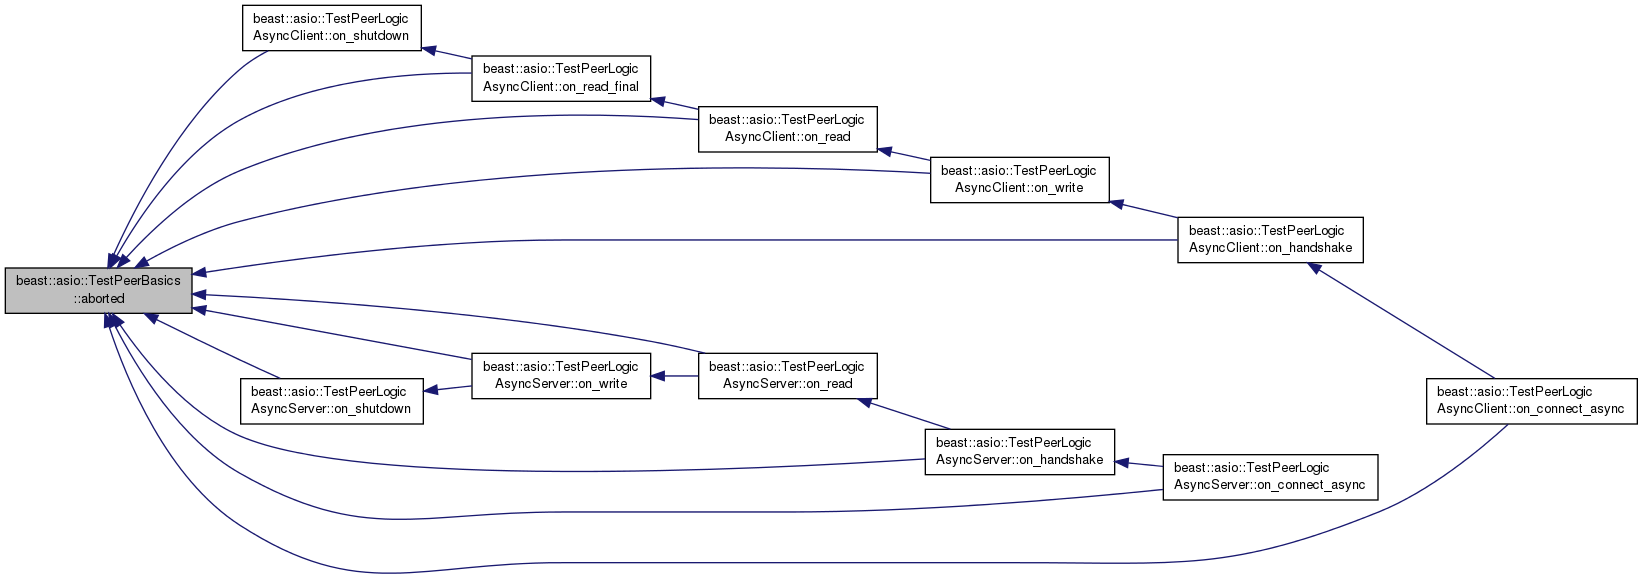 beast::asio::TestPeerLogic
AsyncClient::on_shutdown
beast::asio::TestPeerLogic
AsyncClient::on_read_final
beast::asio::TestPeerLogic
AsyncClient::on_read
beast::asio::TestPeerLogic
AsyncClient::on_write
beast::asio::TestPeerLogic
AsyncClient::on_handshake
beast::asio::TestPeerBasics
::aborted
beast::asio::TestPeerLogic
AsyncServer::on_write
beast::asio::TestPeerLogic
AsyncServer::on_read
beast::asio::TestPeerLogic
AsyncServer::on_shutdown
beast::asio::TestPeerLogic
AsyncClient::on_connect_async
beast::asio::TestPeerLogic
AsyncServer::on_handshake
beast::asio::TestPeerLogic
AsyncServer::on_connect_async